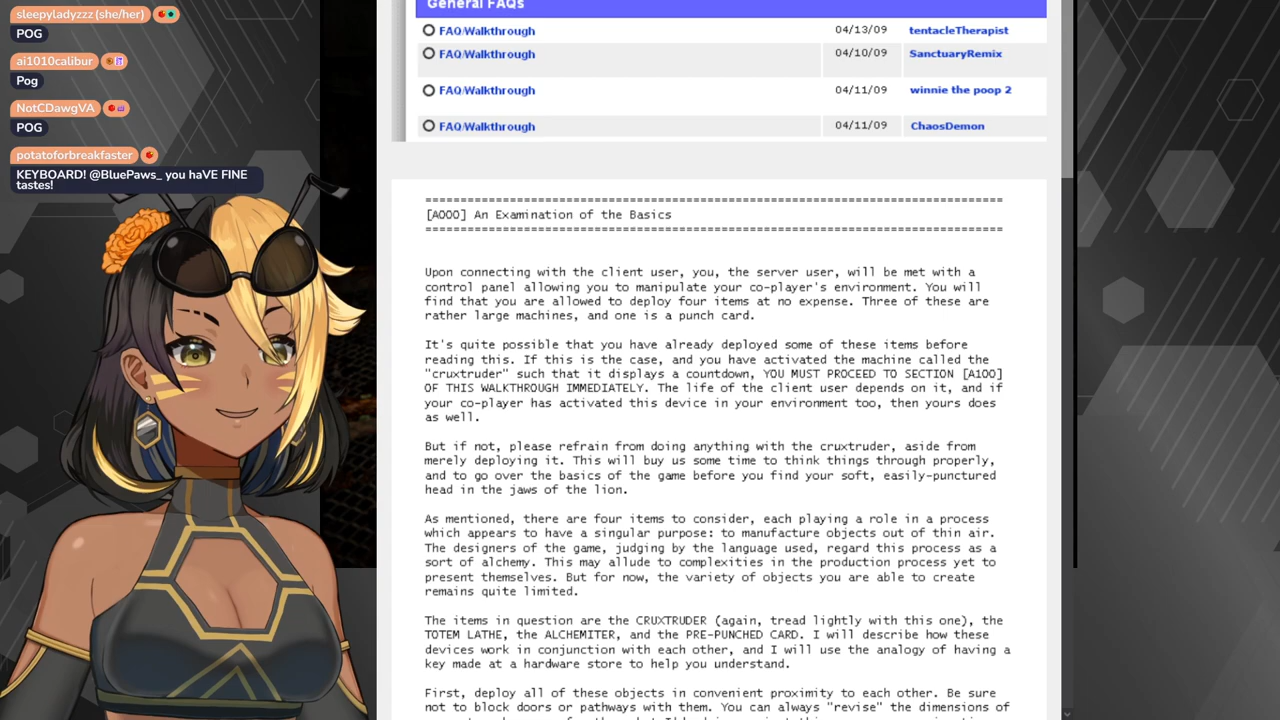 sleepyladyzzz (she/her)
POG
ai1010calibur
Pog
NotCDawgVA
POG
potatoforbreakfaster
KEYBOARD! @BluePaws_ you haVE FINE
tastes!
General FAQs
FAQ/Walkthrough 04/13/09 tentacleTherapist
FAQ/Walkthrough 04/10/09 SanctuaryRemix
FAQ/Walkthrough 04/11/09 winnie the poop 2
FAQ/Walkthrough 04/11/09 ChaosDemon
[A000] An Examination of the Basics
Upon connecting with the client user, you, the server user, will be met with a
control panel allowing you to manipulate your co-player's environment. You will
find that you are allowed to deploy four items at no expense. Three of these are
rather large machines, and one is a punch card.
It's quite possible that you have already deployed some of these items before
reading this. If this is the case, and you have activated the machine called the
"cruxtruder" such that it displays a countdown, YOU MUST PROCEED TO SECTION [A100]
OF THIS WALKTHROUGH IMMEDIATELY. The life of the client user depends on it, and if
your co-player has activated this device in your environment too, then yours does
as well.
But if not, please refrain from doing anything with the cruxtruder, aside from
merely deploying it. This will buy us some time to think things through properly,
and to go over the basics of the game before you find your soft, easily-punctured
head in the jaws of the lion.
As mentioned, there are four items to consider, each playing a role in a process
which appears to have a singular purpose: to manufacture objects out of thin air.
The designers of the game, judging by the language used, regard this process as a
sort of alchemy. This may allude to complexities in the production process yet to
present themselves. But for now, the variety of objects you are able to create
remains quite limited.
The items in question are the CRUXTRUDER (again, tread lightly with this one), the
TOTEM LATHE, the ALCHEMITER, and the PRE-PUNCHED CARD. I will describe how these
devices work in conjunction with each other, and I will use the analogy of having a
key made at a hardware store to help you understand.
First, deploy all of these objects in convenient proximity to each other. Be sure
not to block doors or pathways with them. You can always "revise" the dimensions of